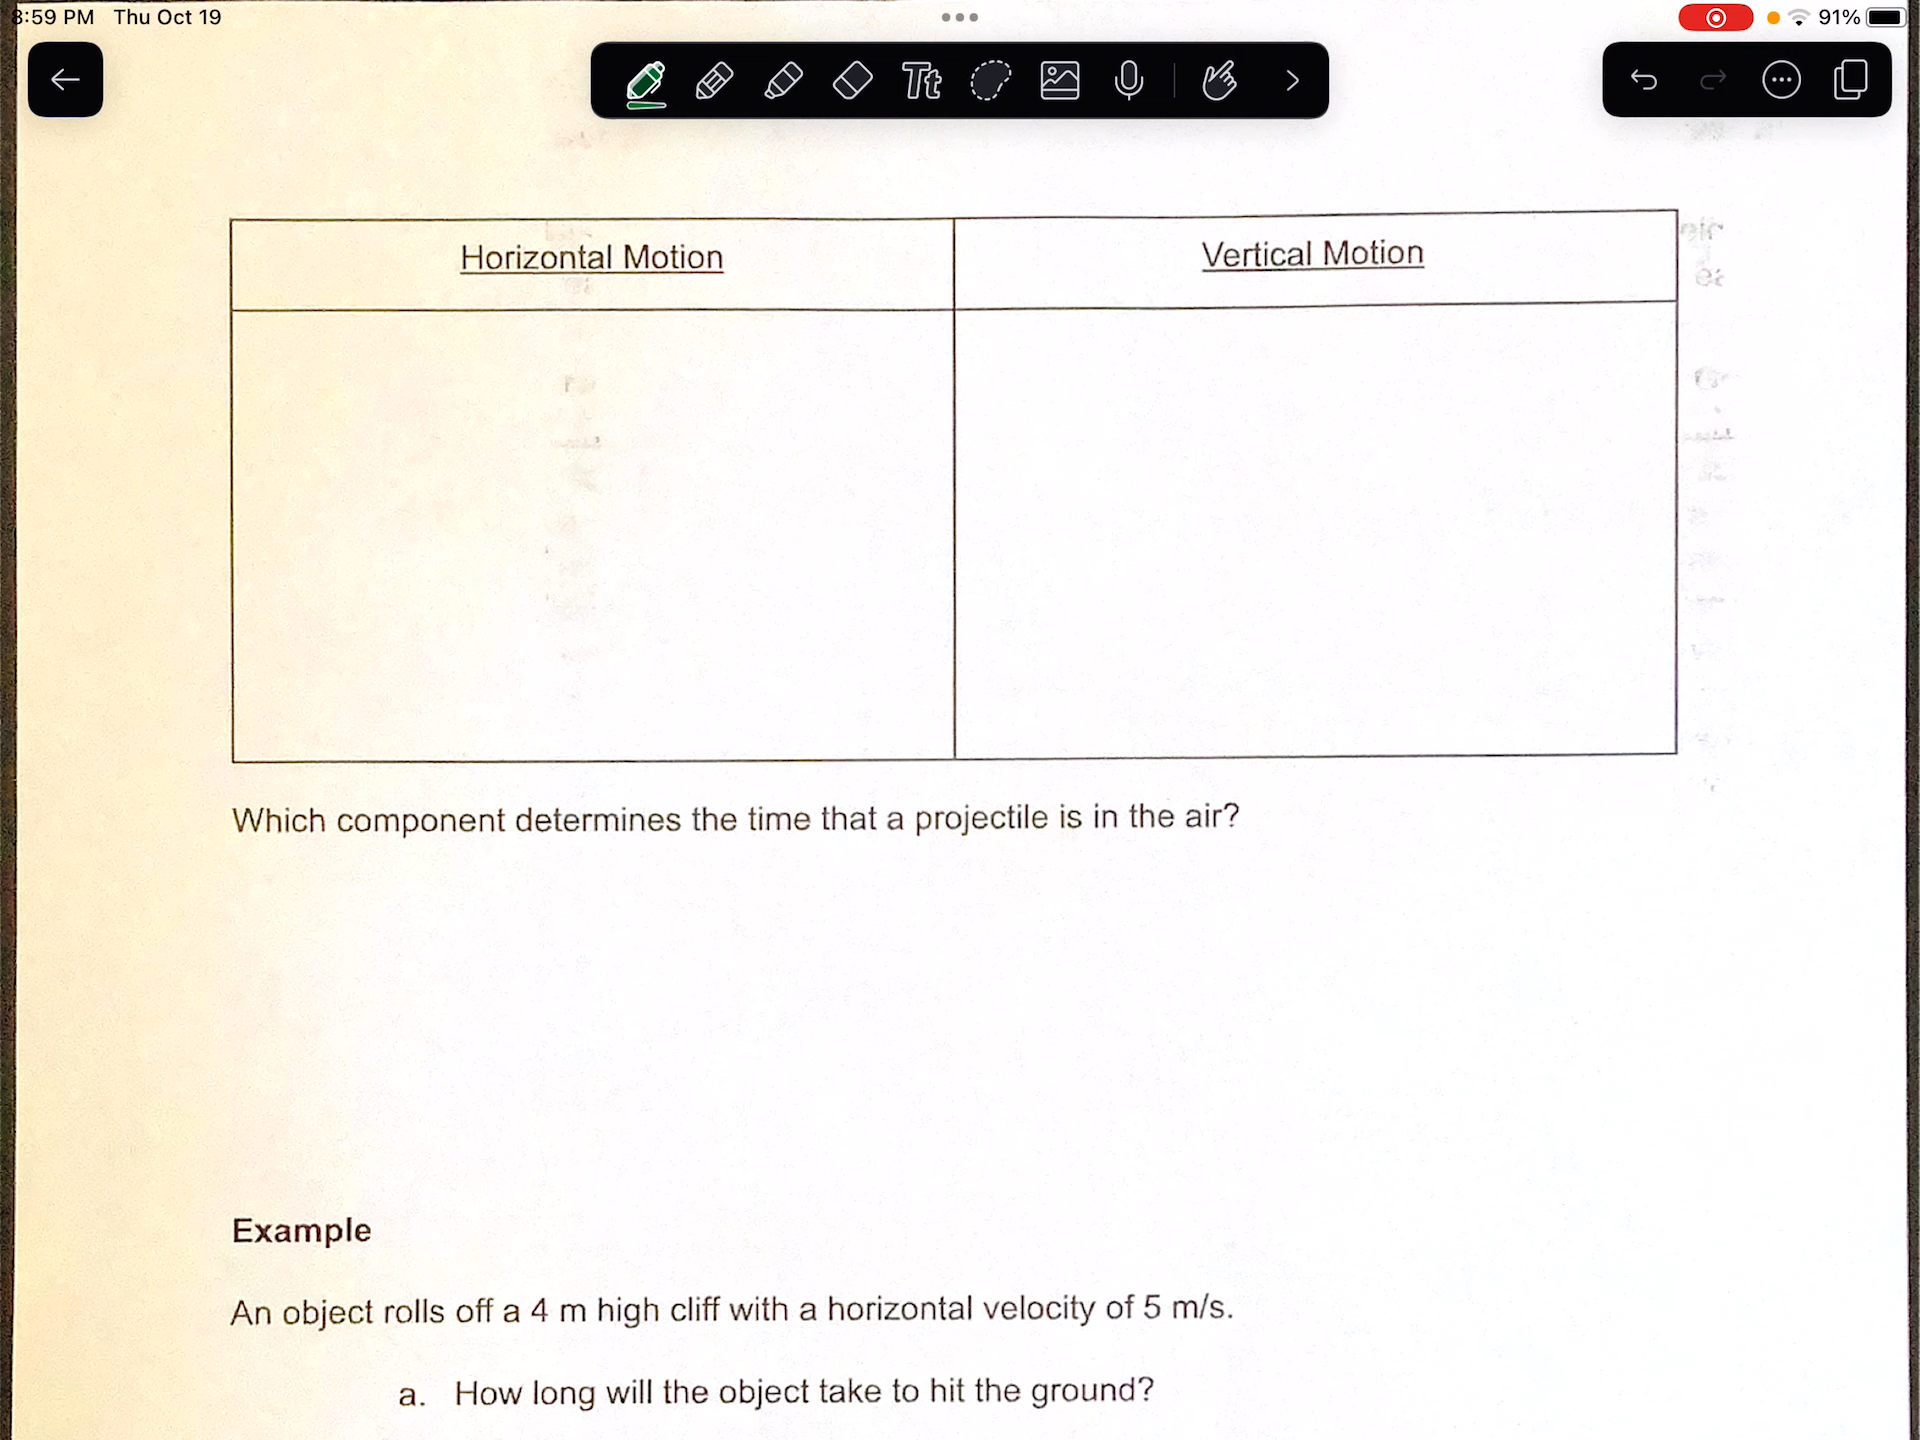 8:59 PM Thu Oct 19
91%
Tt
Horizontal Motion
Vertical Motion
Which component determines the time that a projectile is in the air?
Example
An object rolls off a 4 m high cliff with a horizontal velocity of 5 m/s.
a. How long will the object take to hit the ground?